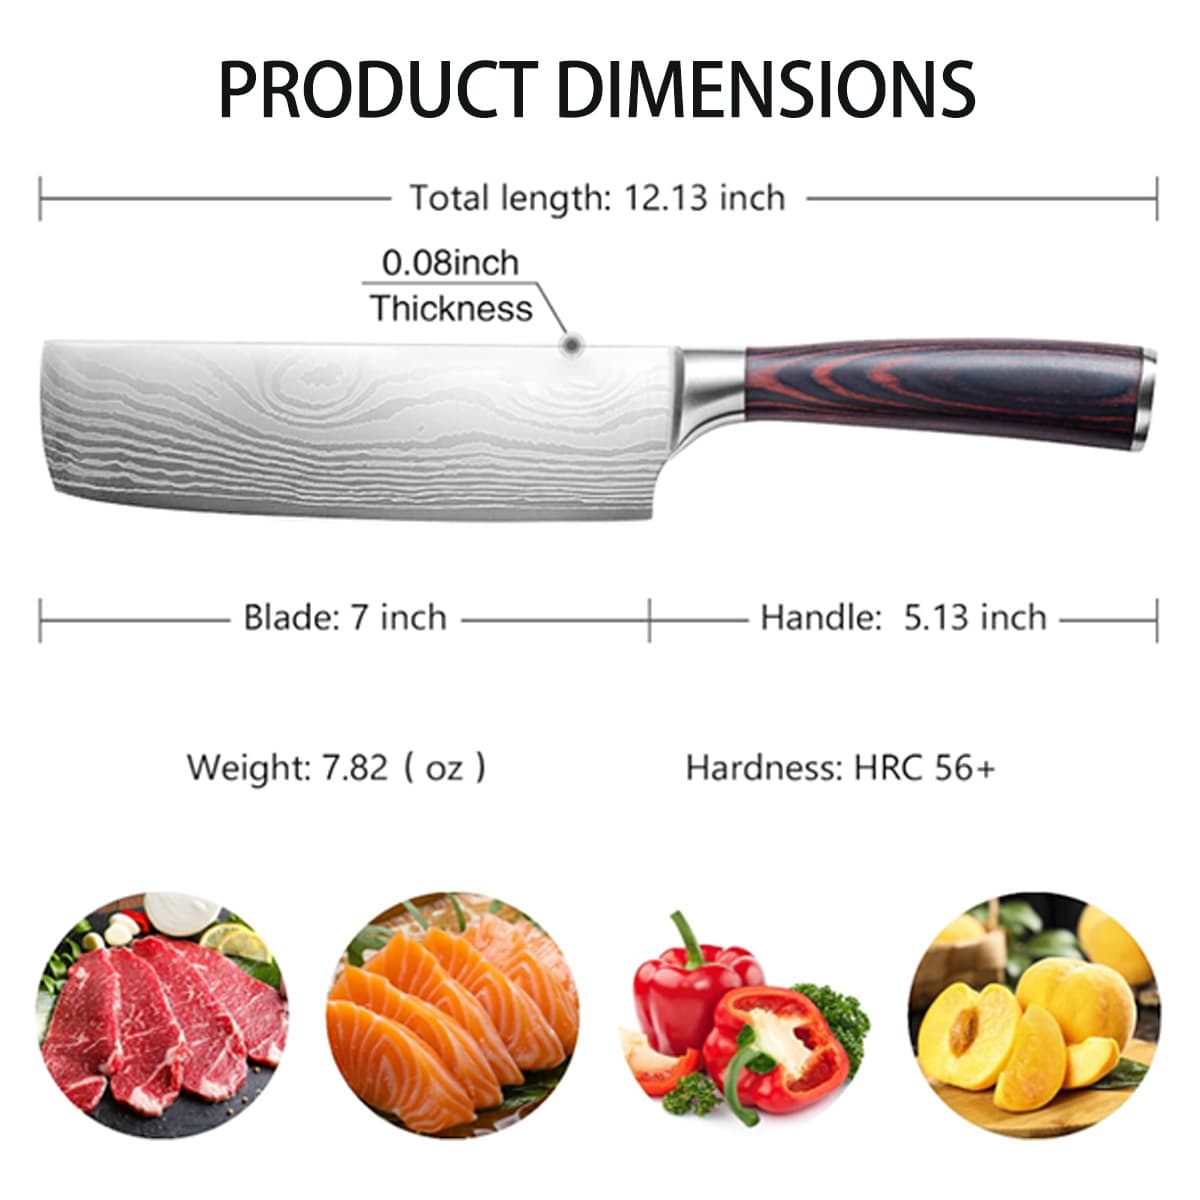 PRODUCT DIMENSIONS
Total length: 12.13 inch
0.08inch
Thickness
Blade: 7 inch
Handle:  5.13 inch
Weight: 7.82 ( oz )
Hardness: HRC 56+